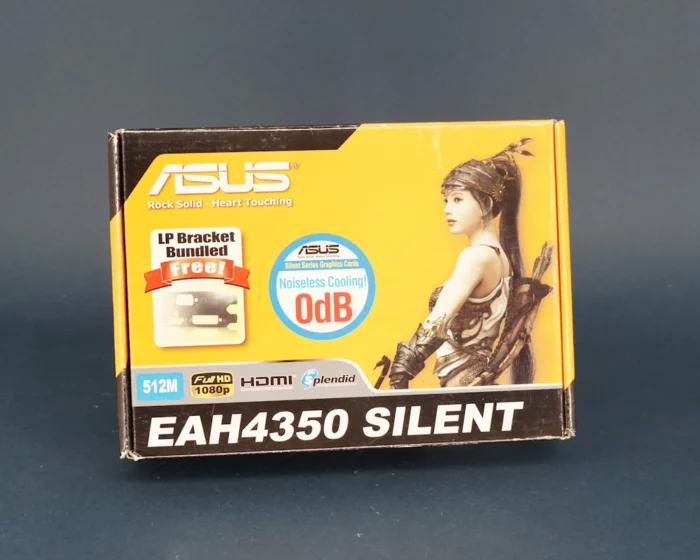 ASUS®
Rock Solid · Heart Touching
LP Bracket
Bundled
Free!
ASUS
Silent Series Graphics Cards
Noiseless Cooling!
0dB
512M
Full HD
1080p
HDMI
Splendid
EAH4350 SILENT